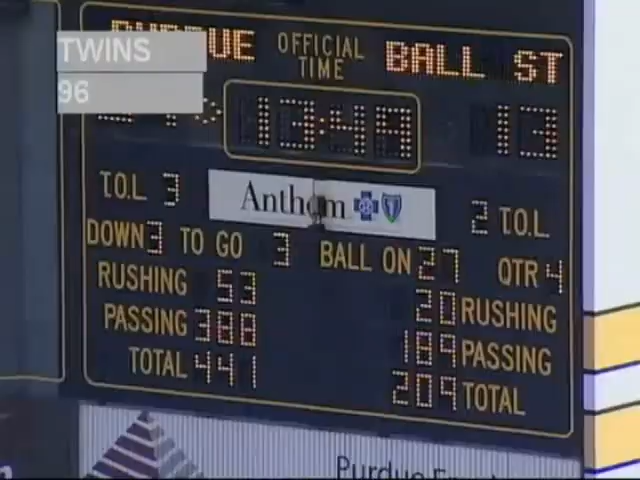 TWINS
96
PURDUE OFFICIAL TIME BALL ST
13:49 13
T.O.L 3 Anthem 2 T.O.L
DOWN 3 TO GO 3 BALL ON 27 QTR 4
RUSHING 53 20 RUSHING
PASSING 388 189 PASSING
TOTAL 441 209 TOTAL
Purdue